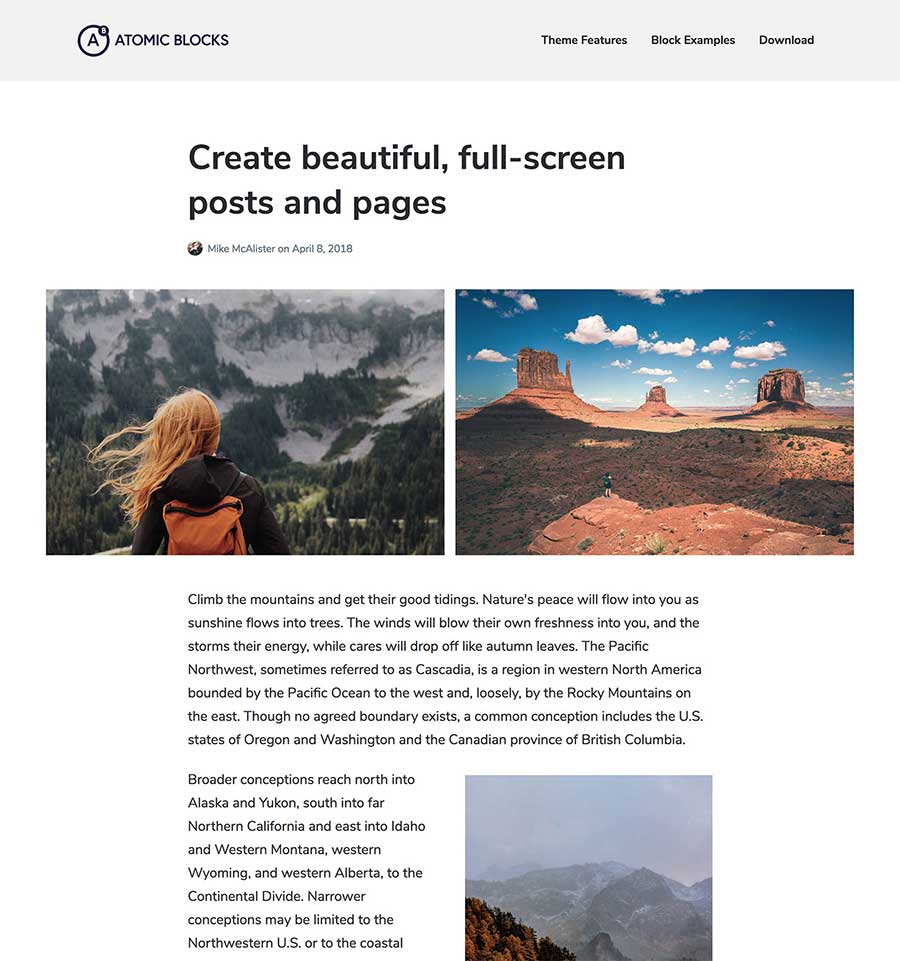 A B ATOMIC BLOCKS
Theme Features Block Examples Download
Create beautiful, full-screen
posts and pages
Mike McAlister on April 8, 2018
Climb the mountains and get their good tidings. Nature's peace will flow into you as
sunshine flows into trees. The winds will blow their own freshness into you, and the
storms their energy, while cares will drop off like autumn leaves. The Pacific
Northwest, sometimes referred to as Cascadia, is a region in western North America
bounded by the Pacific Ocean to the west and, loosely, by the Rocky Mountains on
the east. Though no agreed boundary exists, a common conception includes the U.S.
states of Oregon and Washington and the Canadian province of British Columbia.
Broader conceptions reach north into
Alaska and Yukon, south into far
Northern California and east into Idaho
and Western Montana, western
Wyoming, and western Alberta, to the
Continental Divide. Narrower
conceptions may be limited to the
Northwestern U.S. or to the coastal